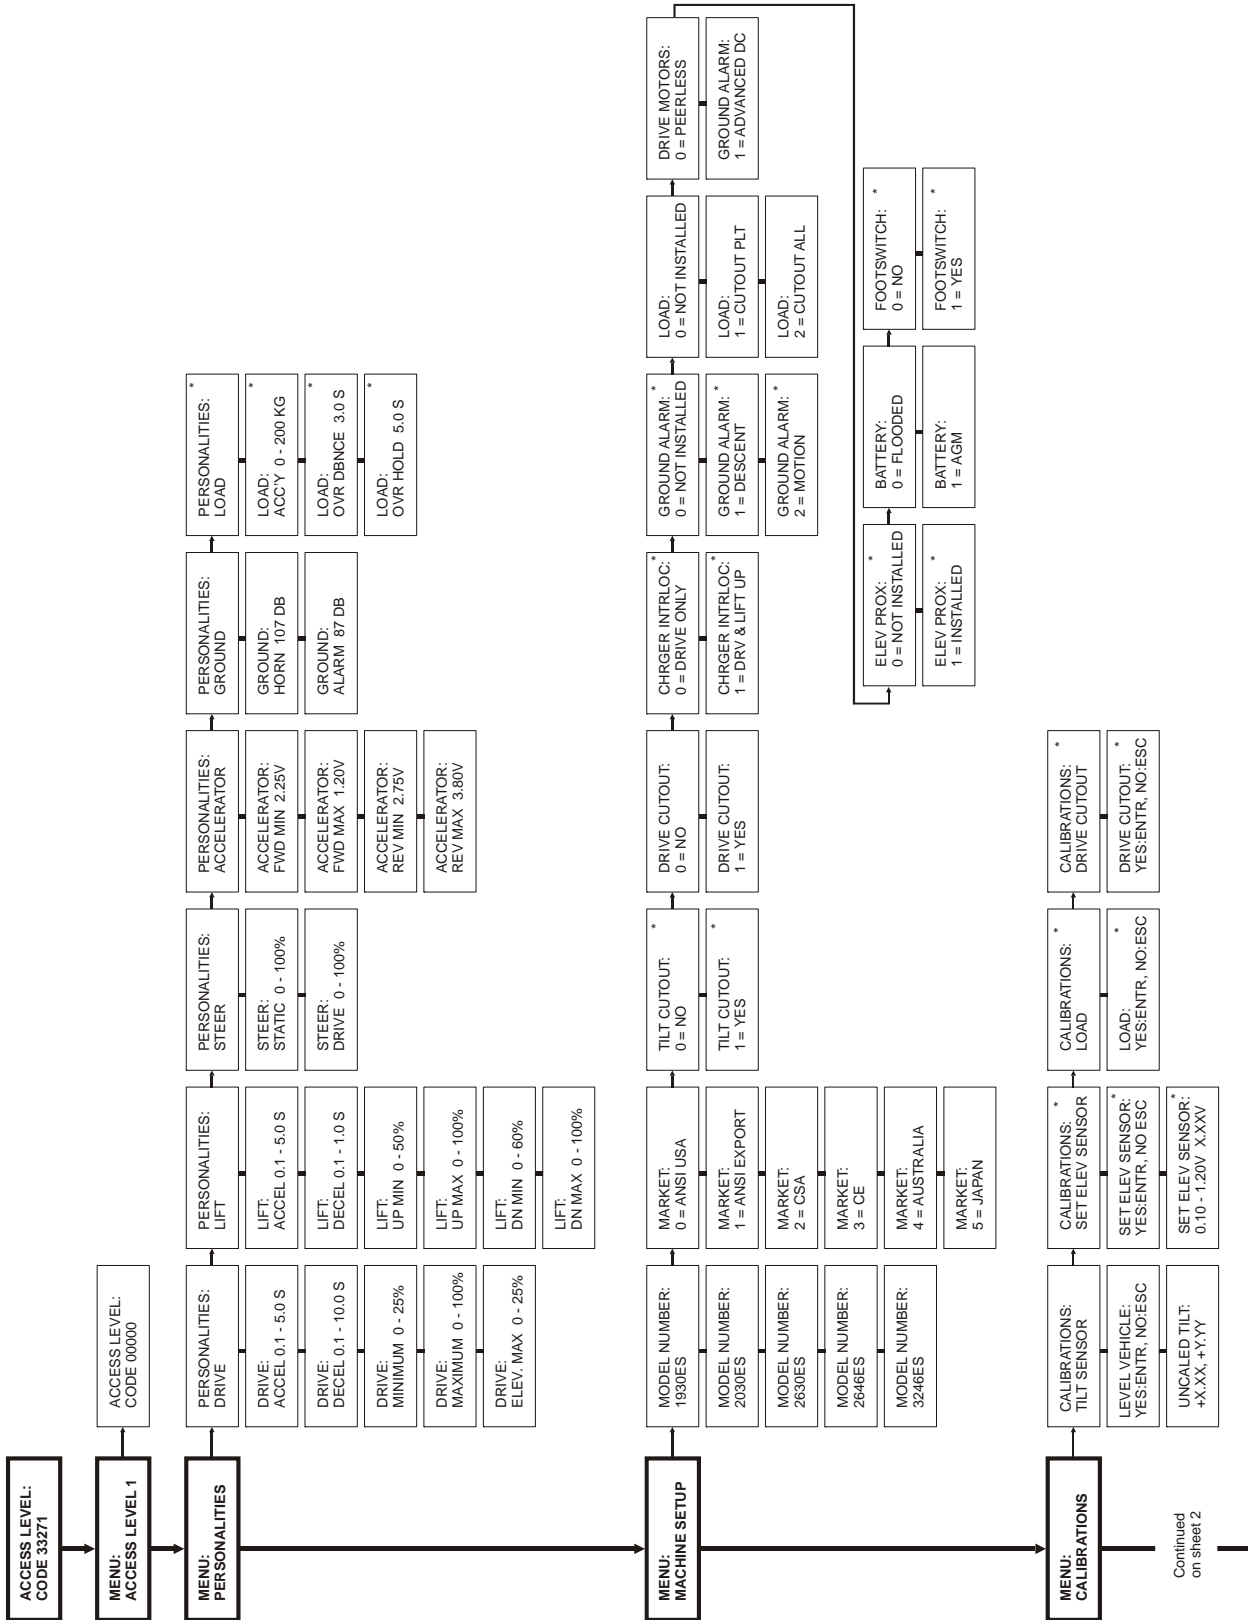 ACCESS LEVEL:
CODE 33271
MENU:
ACCESS LEVEL 1
ACCESS LEVEL:
CODE 00000
MENU:
PERSONALITIES
PERSONALITIES:
DRIVE
DRIVE:
ACCEL 0.1 - 5.0 S
DRIVE:
DECEL 0.1 - 10.0 S
DRIVE:
MINIMUM 0 - 25%
DRIVE:
MAXIMUM 0 - 100%
DRIVE:
ELEV. MAX 0 - 25%
PERSONALITIES:
LIFT
LIFT:
ACCEL 0.1 - 5.0 S
LIFT:
DECEL 0.1 - 1.0 S
LIFT:
UP MIN 0 - 50%
LIFT:
UP MAX 0 - 100%
LIFT:
DN MIN 0 - 60%
LIFT:
DN MAX 0 - 100%
PERSONALITIES:
STEER
STEER:
STATIC 0 - 100%
STEER:
DRIVE 0 - 100%
PERSONALITIES:
ACCELERATOR
ACCELERATOR:
FWD MIN 2.25V
ACCELERATOR:
FWD MAX 1.20V
ACCELERATOR:
REV MIN 2.75V
ACCELERATOR:
REV MAX 3.80V
PERSONALITIES:
GROUND
GROUND:
HORN 107 DB
GROUND:
ALARM 87 DB
PERSONALITIES: *
LOAD
LOAD: *
ACC'Y 0 - 200 KG
LOAD: *
OVR DBNCE 3.0 S
LOAD: *
OVR HOLD 5.0 S
MENU:
MACHINE SETUP
MODEL NUMBER:
1930ES
MODEL NUMBER:
2030ES
MODEL NUMBER:
2630ES
MODEL NUMBER:
2646ES
MODEL NUMBER:
3246ES
MARKET:
0 = ANSI USA
MARKET:
1 = ANSI EXPORT
MARKET:
2 = CSA
MARKET:
3 = CE
MARKET:
4 = AUSTRALIA
MARKET:
5 = JAPAN
TILT CUTOUT: *
0 = NO
TILT CUTOUT: *
1 = YES
DRIVE CUTOUT:
0 = NO
DRIVE CUTOUT:
1 = YES
CHRGER INTRLOC: *
0 = DRIVE ONLY
CHRGER INTRLOC: *
1 = DRV & LIFT UP
GROUND ALARM: *
0 = NOT INSTALLED
GROUND ALARM: *
1 = DESCENT
GROUND ALARM: *
2 = MOTION
LOAD:
0 = NOT INSTALLED
LOAD:
1 = CUTOUT PLT
LOAD:
2 = CUTOUT ALL
DRIVE MOTORS:
0 = PEERLESS
GROUND ALARM:
1 = ADVANCED DC
ELEV PROX: *
0 = NOT INSTALLED
ELEV PROX: *
1 = INSTALLED
BATTERY:
0 = FLOODED
BATTERY:
1 = AGM
FOOTSWITCH: *
0 = NO
FOOTSWITCH: *
1 = YES
MENU:
CALIBRATIONS
CALIBRATIONS:
TILT SENSOR
LEVEL VEHICLE:
YES:ENTR, NO:ESC
UNCALED TILT:
+X.XX, +Y.YY
CALIBRATIONS: *
SET ELEV SENSOR
SET ELEV SENSOR: *
YES:ENTR, NO ESC
SET ELEV SENSOR: *
0.10 - 1.20V X.XXV
CALIBRATIONS: *
LOAD
LOAD: *
YES:ENTR, NO:ESC
CALIBRATIONS: *
DRIVE CUTOUT
DRIVE CUTOUT: *
YES:ENTR, NO:ESC
Continued
on sheet 2